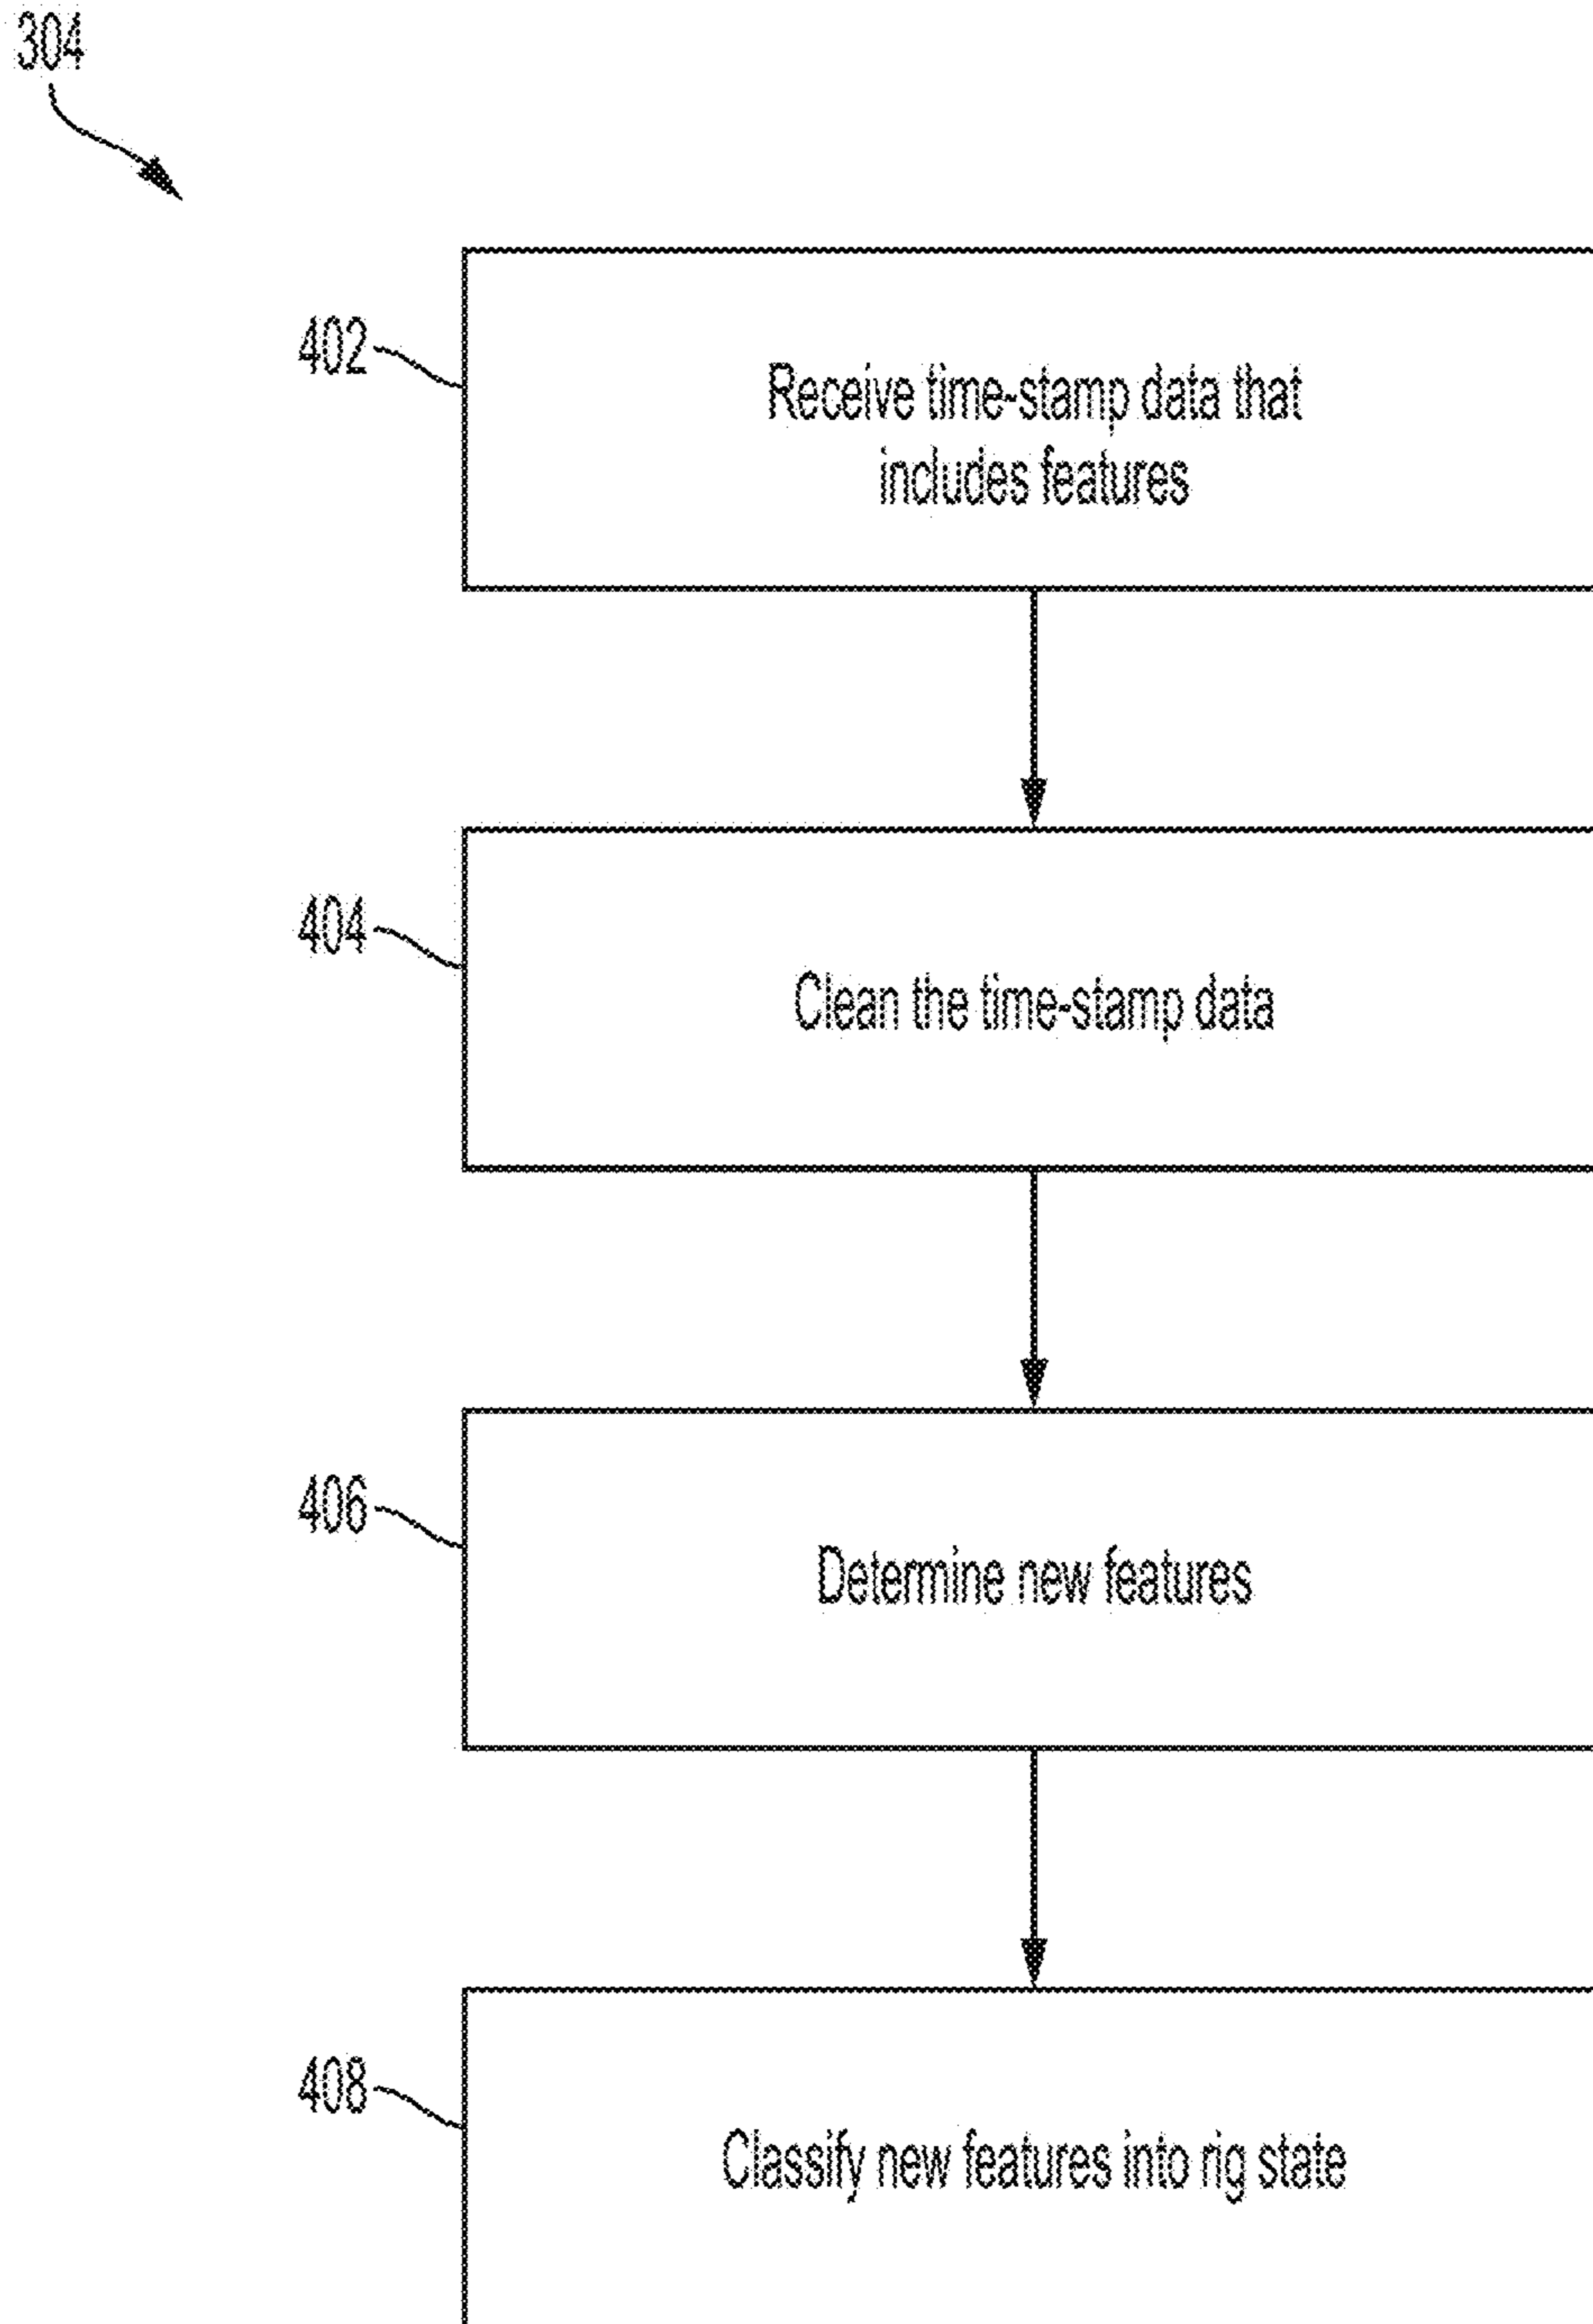 304
402
Receive time-stamp data that
includes features
404
Clean the time-stamp data
406
Determine new features
408
Classify new features into rig state